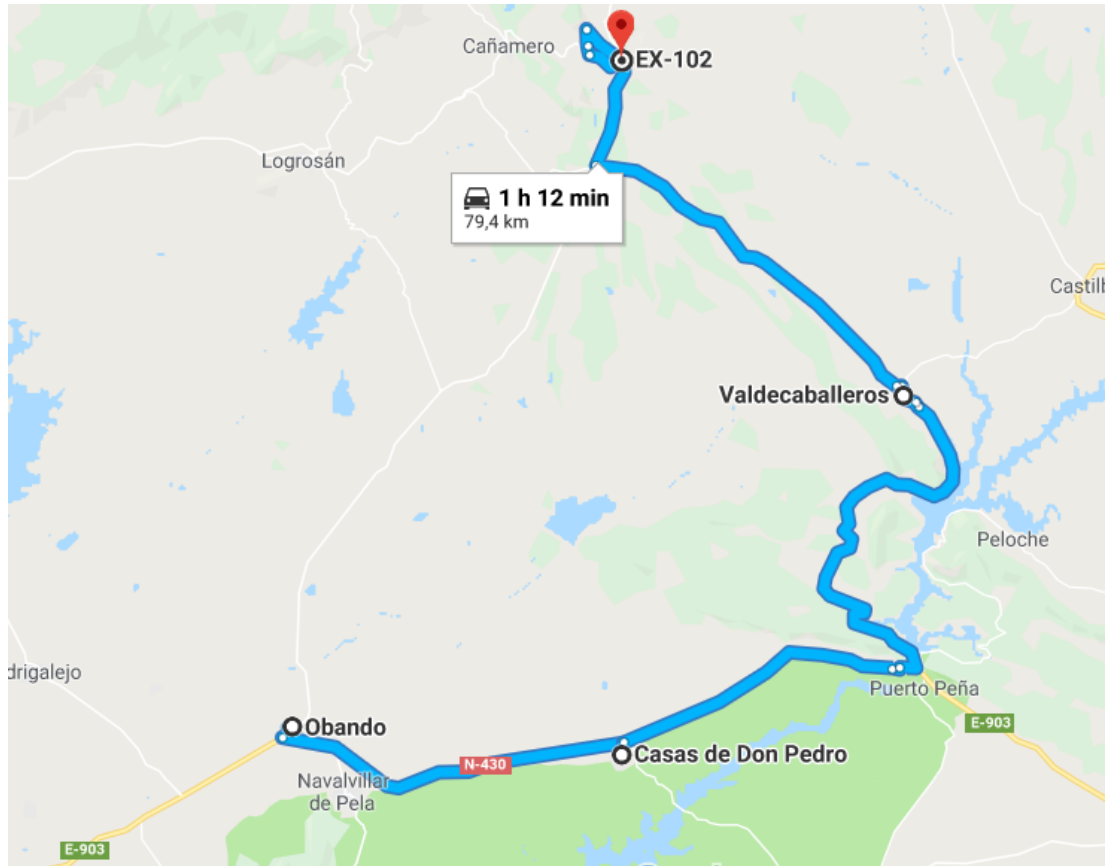 Cañamero
EX-102
Logrosán
1 h 12 min
79,4 km
Castilb
Valdecaballeros
Peloche
drigalejo
Puerto Peña
Obando
E-903
Casas de Don Pedro
N-430
Navalvillar
de Pela
E-903